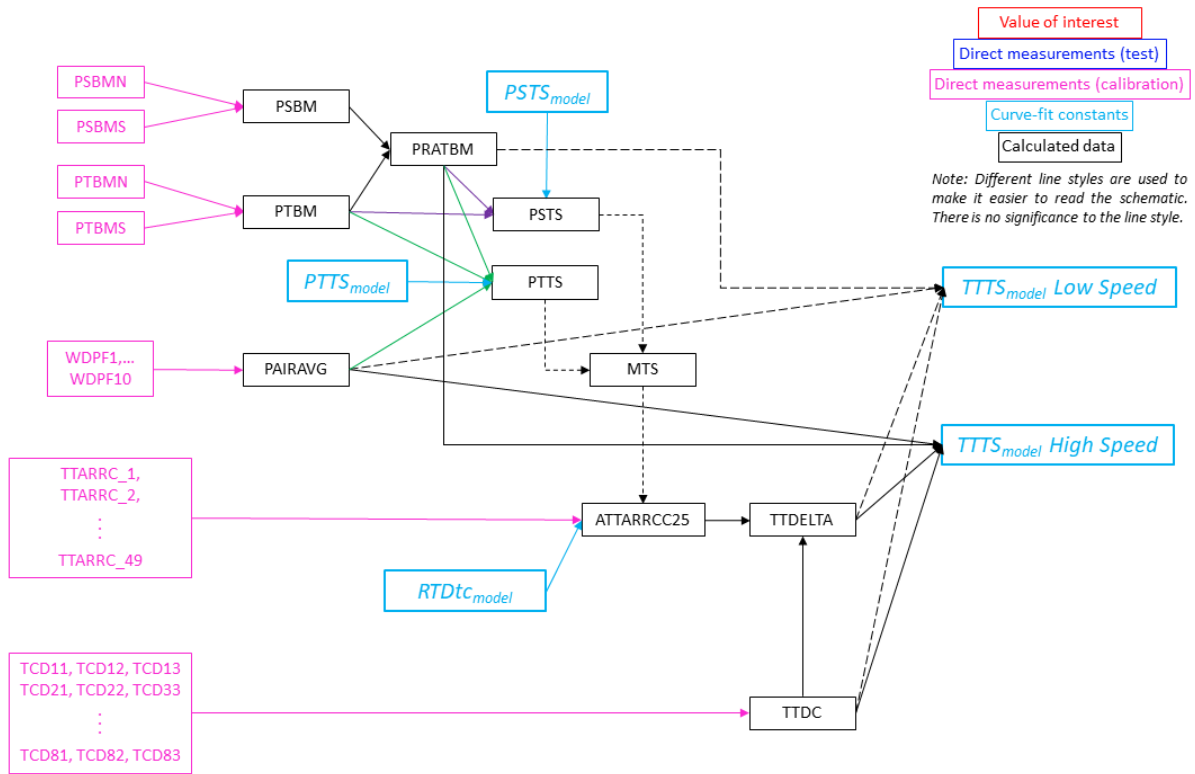 Value of interest
Direct measurements (test)
Direct measurements (calibration)
Curve-fit constants
Calculated data
Note: Different line styles are used to
make it easier to read the schematic.
There is no significance to the line style.
PSBMN
PSBMS
PTBMN
PTBMS
PSBM
PTBM
PRATBM
PSTSmodel
PSTS
PTTSmodel
PTTS
TTTSmodel Low Speed
WDPF1,...
WDPF10
PAIRAVG
MTS
TTTSmodel High Speed
TTARRC_1,
TTARRC_2,
⋮
TTARRC_49
ATTARRCC25
TTDELTA
RTDtcmodel
TCD11, TCD12, TCD13
TCD21, TCD22, TCD33
⋮
TCD81, TCD82, TCD83
TTDC